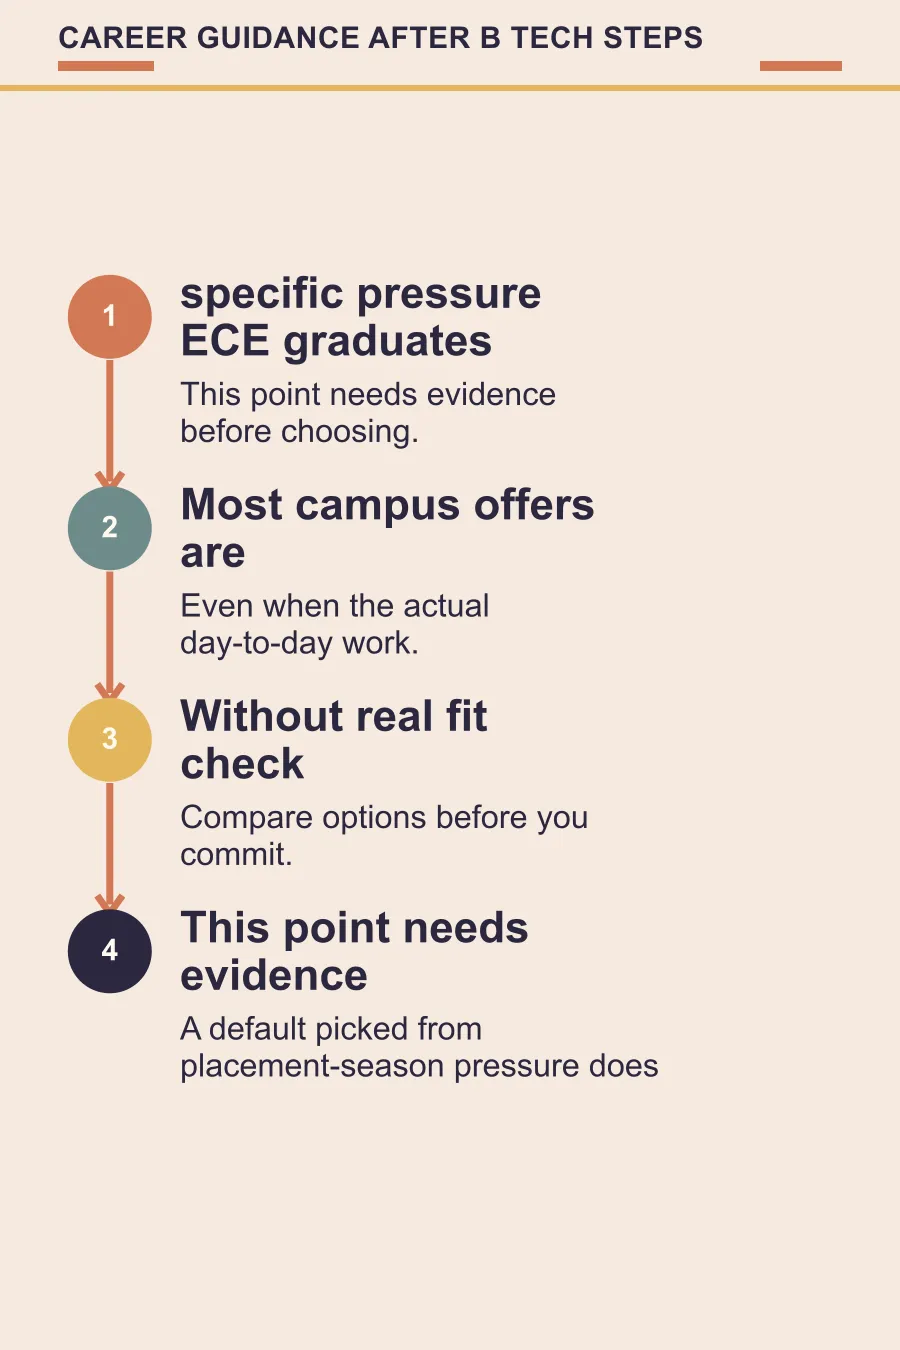 CAREER GUIDANCE AFTER B TECH STEPS
1
specific pressure
ECE graduates
This point needs evidence
before choosing.
2
Most campus offers
are
Even when the actual
day-to-day work.
3
Without real fit
check
Compare options before you
commit.
4
This point needs
evidence
A default picked from
placement-season pressure does